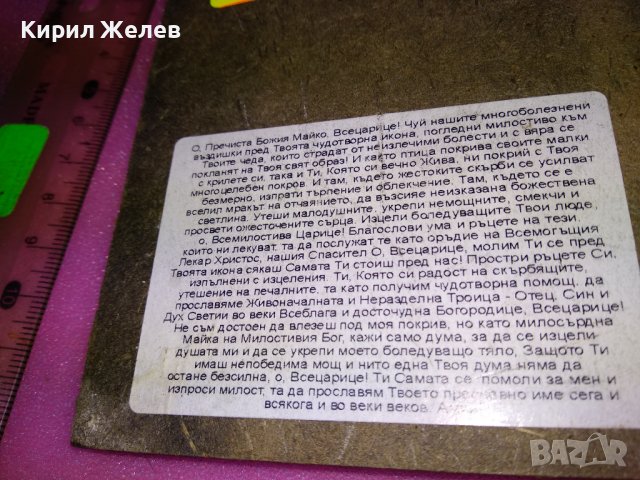 Кирил Желев
О, Пречиста Божия Майко, Всецарице! Чуй нашите многоболезнени
въздишки пред Твоята чудотворна икона, погледни милостиво към
Твоите чеда, които страдат от неизлечими болести и с вяра се
покланят на Твоя свят образ! И както птица покрива своите малки
с крилете си, така и Ти, Която си вечно Жива, ни покрий с Твоя
многоцелебен покров. И там, където жестоките скърби се усилват
безмерно, изпрати търпение и облекчение. Там, където се е
вселил мракът на отчаянието, да възсияе неизказана божествена
светлина. Утеши малодушните, укрепи немощните, смекчи и
просвети ожесточените сърца. Изцели боледуващите Твои люде,
о, Всемилостива Царице! Благослови ума и ръцете на тези,
които ни лекуват, та да послужат те като оръдие на Всемогъщия
Лекар Христос, нашия Спасител О, Всецарице, молим Ти се пред
Твоята икона сякаш Самата Ти стоиш пред нас! Простри ръцете Си,
изпълнени с изцеления. Ти, Която си радост на скърбящите,
утешение на печалните, та като получим чудотворна помощ, да
прославяме Живоначалната и Неразделна Троица - Отец, Син и
Дух Светии во веки Всеблага и досточудна Богородице, Всецарице!
Не съм достоен да влезеш под моя покрив, но като милосърдна
Майка на Милостивия Бог, кажи само дума, за да се изцели
душата ми и да се укрепи моето боледуващо тяло, Защото Ти
имаш непобедима мощ и нито една Твоя дума няма да
остане безсилна, о, Всецарице! Ти Самата се помоли за мен и
изпроси милост, та да прославям Твоето преславно име сега и
всякога и во веки веков.
BAZAR